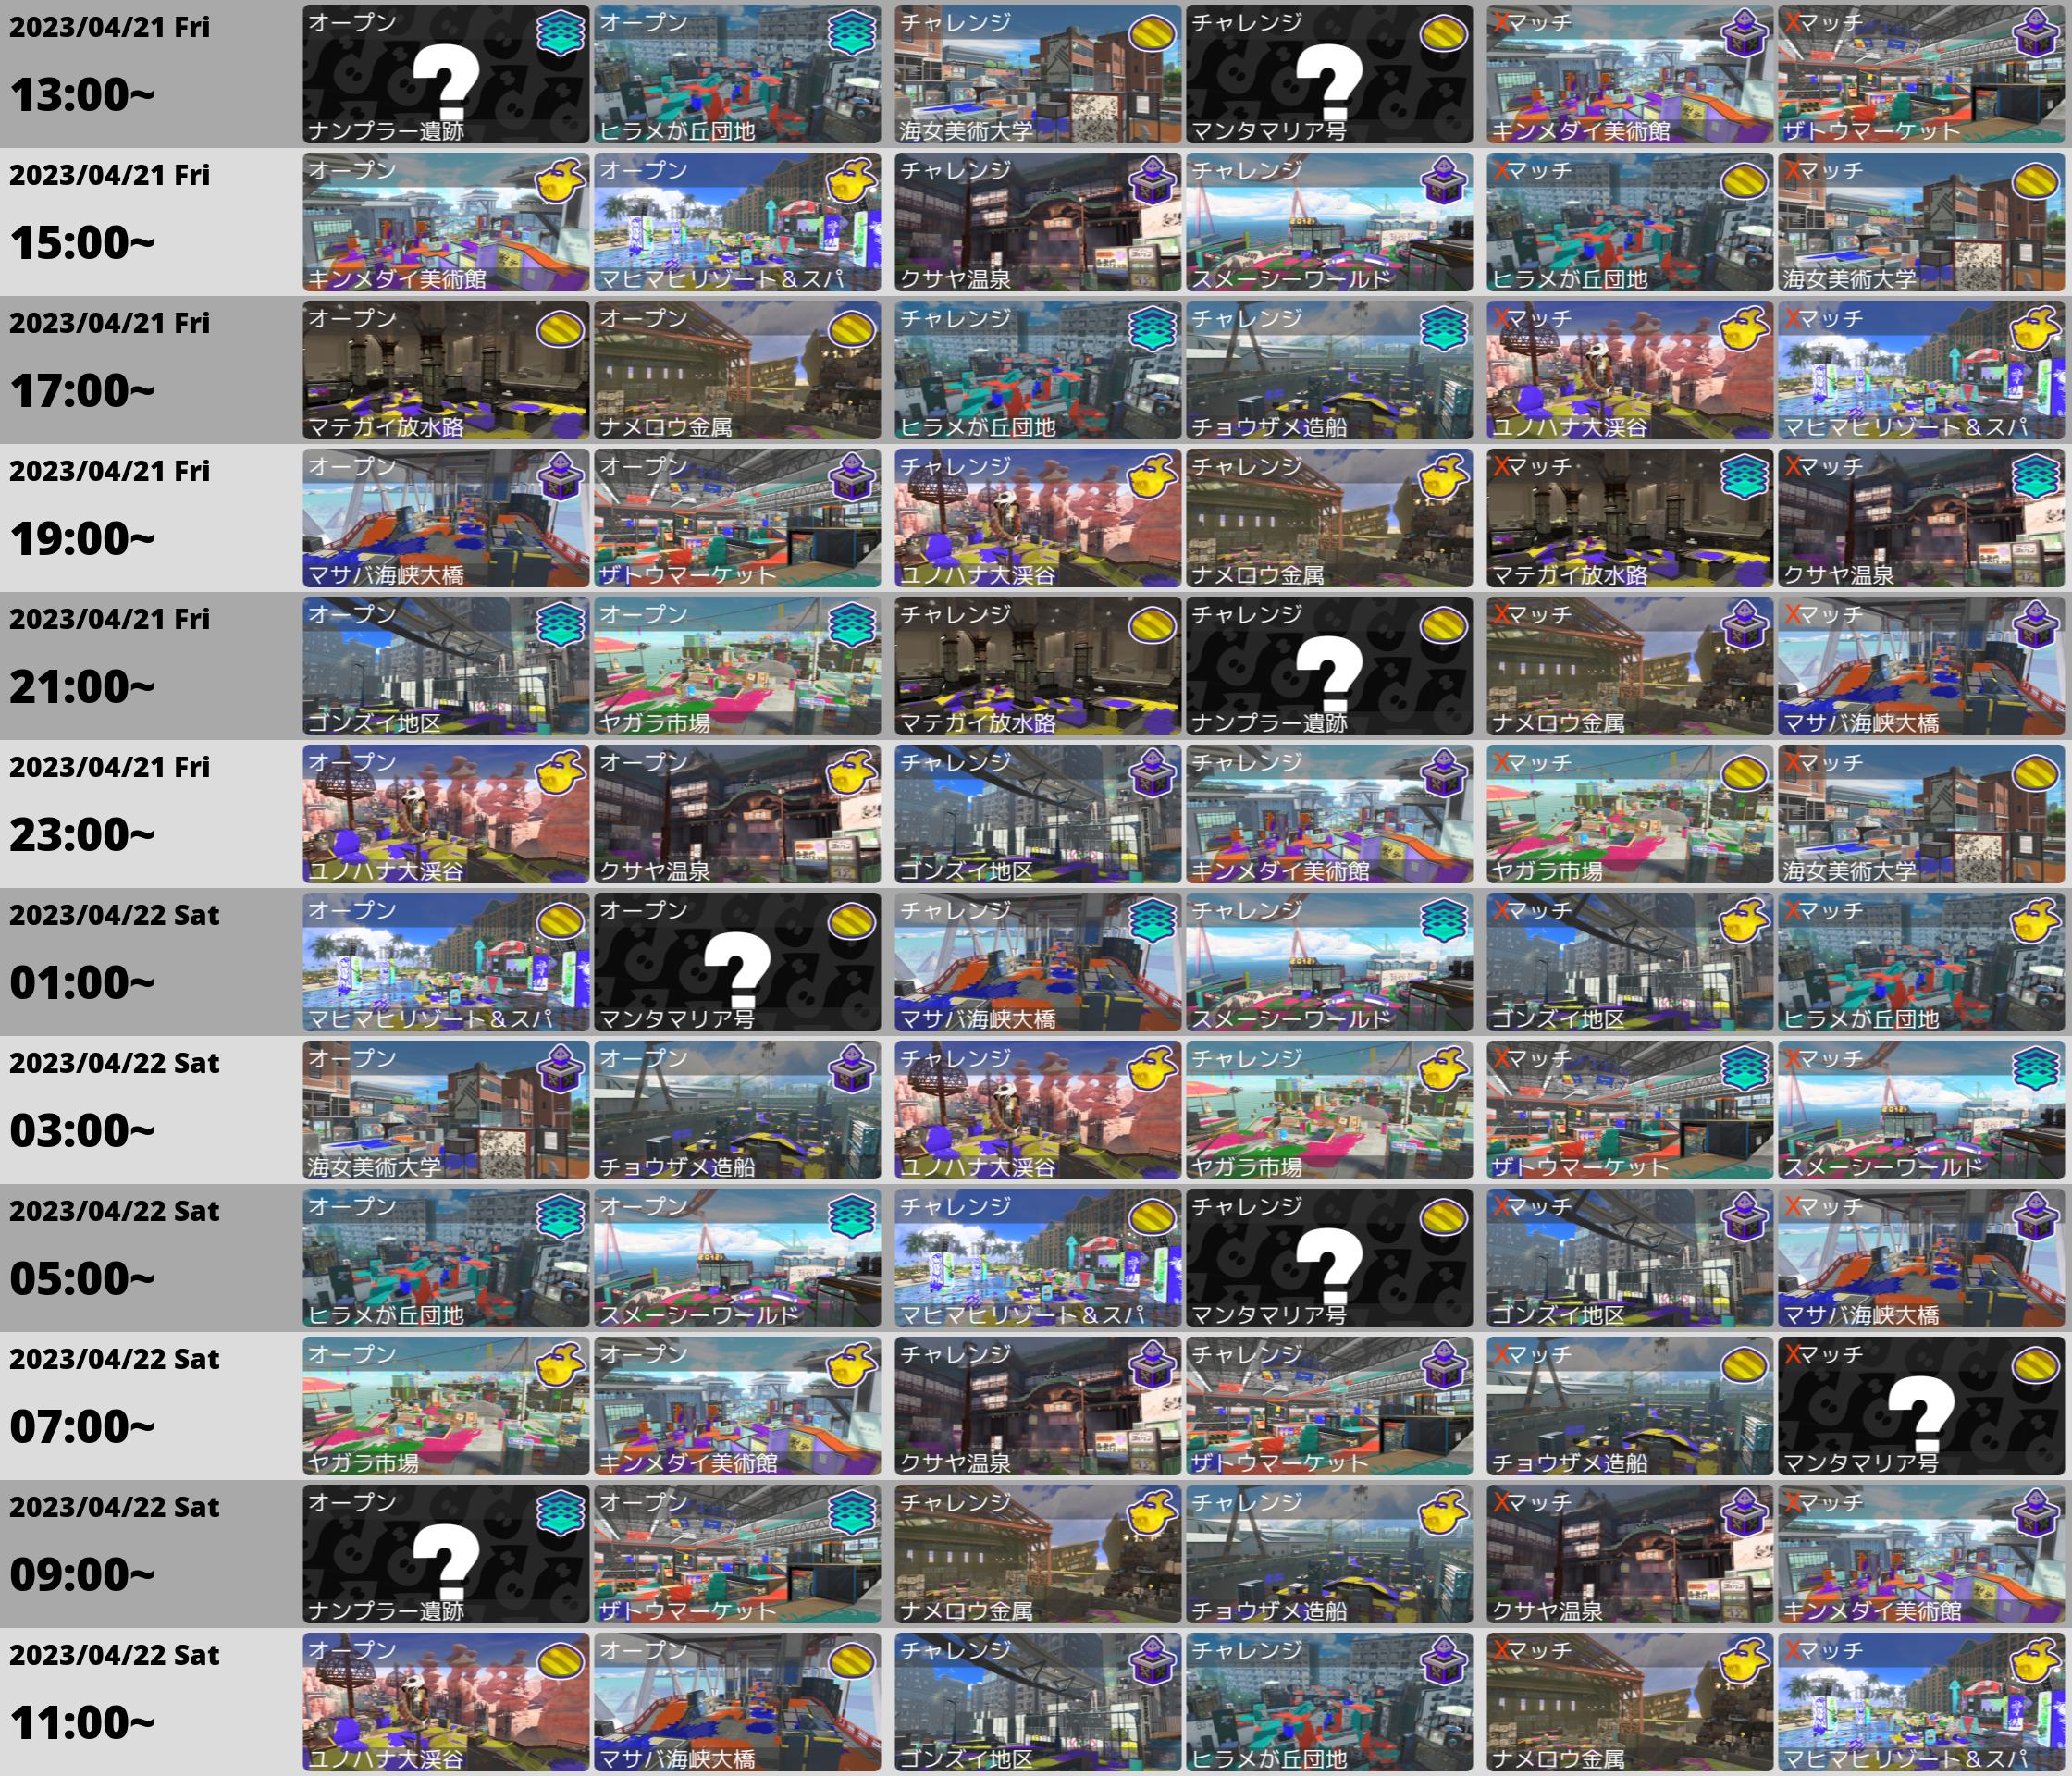 2023/04/21 Fri
13:00~
オープン オープン チャレンジ チャレンジ Xマッチ Xマッチ
ナンプラー遺跡 ヒラメが丘団地 海女美術大学 マンタマリア号 キンメダイ美術館 ザトウマーケット
2023/04/21 Fri
15:00~
オープン オープン チャレンジ チャレンジ Xマッチ Xマッチ
キンメダイ美術館 マヒマヒリゾート&スパ クサヤ温泉 スメーシーワールド ヒラメが丘団地 海女美術大学
2023/04/21 Fri
17:00~
オープン オープン チャレンジ チャレンジ Xマッチ Xマッチ
マテガイ放水路 ナメロウ金属 ヒラメが丘団地 チョウザメ造船 ユノハナ大渓谷 マヒマヒリゾート&スパ
2023/04/21 Fri
19:00~
オープン オープン チャレンジ チャレンジ Xマッチ Xマッチ
マサバ海峡大橋 ザトウマーケット ユノハナ大渓谷 ナメロウ金属 マテガイ放水路 クサヤ温泉
2023/04/21 Fri
21:00~
オープン オープン チャレンジ チャレンジ Xマッチ Xマッチ
ゴンズイ地区 ヤガラ市場 マテガイ放水路 ナンプラー遺跡 ナメロウ金属 マサバ海峡大橋
2023/04/21 Fri
23:00~
オープン オープン チャレンジ チャレンジ Xマッチ Xマッチ
ユノハナ大渓谷 クサヤ温泉 ゴンズイ地区 キンメダイ美術館 ヤガラ市場 海女美術大学
2023/04/22 Sat
01:00~
オープン オープン チャレンジ チャレンジ Xマッチ Xマッチ
マヒマヒリゾート&スパ マンタマリア号 マサバ海峡大橋 スメーシーワールド ゴンズイ地区 ヒラメが丘団地
2023/04/22 Sat
03:00~
オープン オープン チャレンジ チャレンジ Xマッチ Xマッチ
海女美術大学 チョウザメ造船 ユノハナ大渓谷 ヤガラ市場 ザトウマーケット スメーシーワールド
2023/04/22 Sat
05:00~
オープン オープン チャレンジ チャレンジ Xマッチ Xマッチ
ヒラメが丘団地 スメーシーワールド マヒマヒリゾート&スパ マンタマリア号 ゴンズイ地区 マサバ海峡大橋
2023/04/22 Sat
07:00~
オープン オープン チャレンジ チャレンジ Xマッチ Xマッチ
ヤガラ市場 キンメダイ美術館 クサヤ温泉 ザトウマーケット チョウザメ造船 マンタマリア号
2023/04/22 Sat
09:00~
オープン オープン チャレンジ チャレンジ Xマッチ Xマッチ
ナンプラー遺跡 ザトウマーケット ナメロウ金属 チョウザメ造船 クサヤ温泉 キンメダイ美術館
2023/04/22 Sat
11:00~
オープン オープン チャレンジ チャレンジ Xマッチ Xマッチ
ユノハナ大渓谷 マサバ海峡大橋 ゴンズイ地区 ヒラメが丘団地 ナメロウ金属 マヒマヒリゾート&スパ